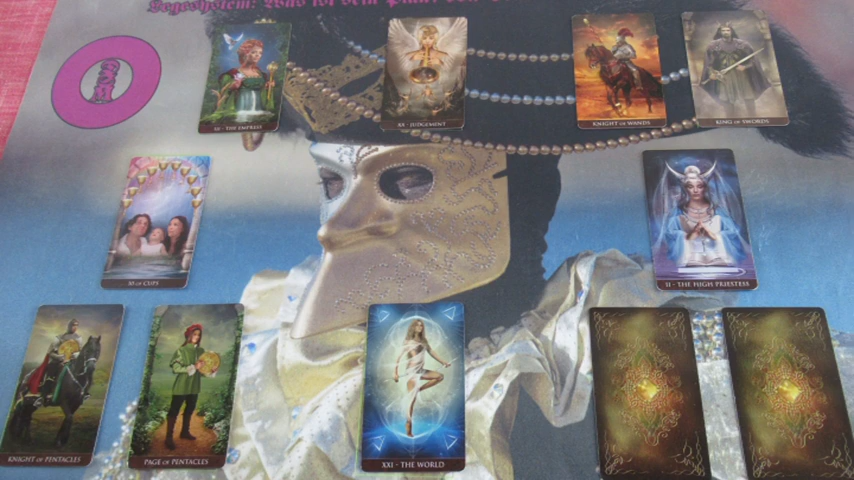 III - THE EMPRESS
XX - JUDGEMENT
KNIGHT OF WANDS
KING OF SWORDS
XI OF CUPS
II - THE HIGH PRIESTESS
KNIGHT OF PENTACLES
PAGE OF PENTACLES
XXI - THE WORLD